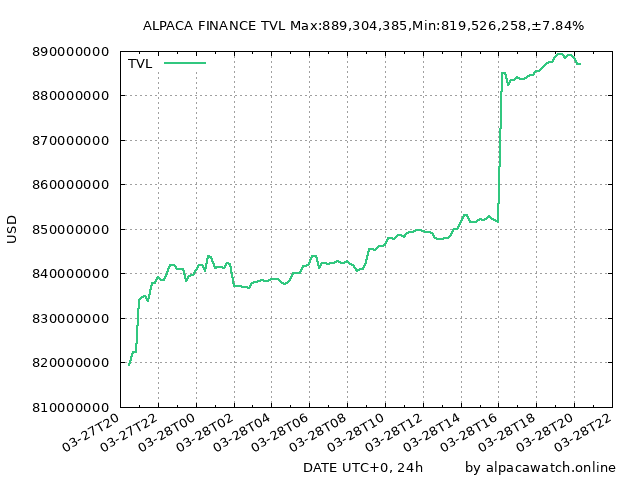 ALPACA FINANCE TVL Max:889,304,385,Min:819,526,258,±7.84%
TVL
890000000
880000000
870000000
860000000
850000000
840000000
830000000
820000000
810000000
USD
03-27T20
03-27T22
03-28T00
03-28T02
03-28T04
03-28T06
03-28T08
03-28T10
03-28T12
03-28T14
03-28T16
03-28T18
03-28T20
03-28T22
DATE UTC+0, 24h
by alpacawatch.online